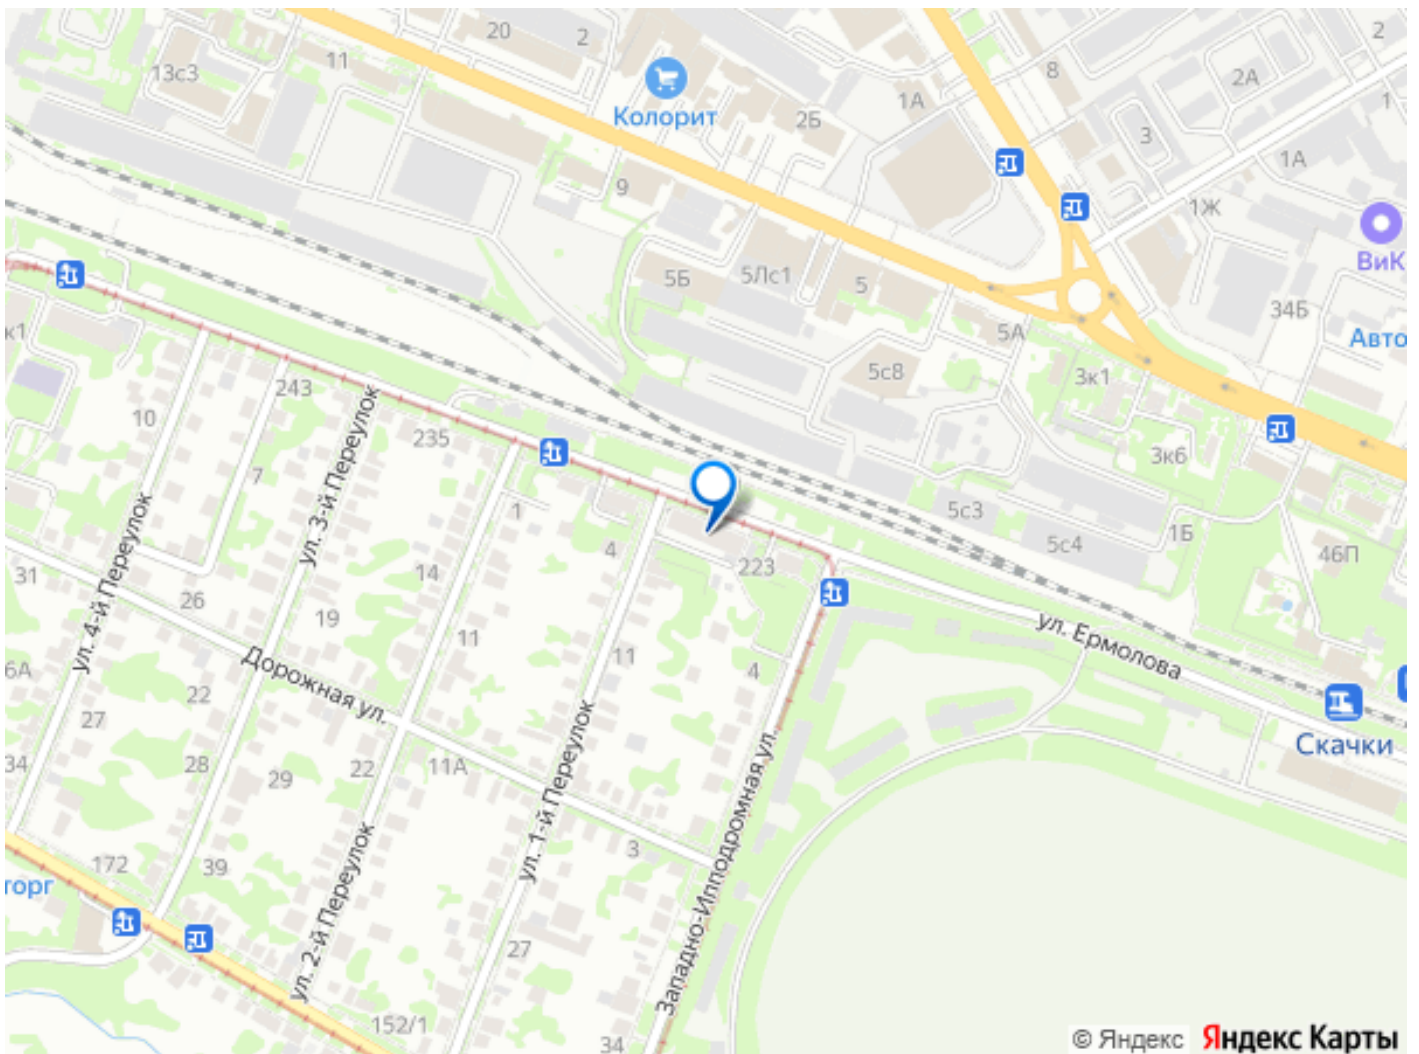 20
2
2
11
13с3
8
2А
1А
2Б
1
Колорит
3
1А
9
1Ж
ВиК
5Б
5Лс1
5
34Б
к1
5А
Авто
5с8
3к1
243
10
235
3к6
7
ул. 3-й Переулок
1
5с3
1Б
4
5с4
46П
ул. 4-й Переулок
223
31
14
26
19
11
ул. Ермолова
11
6А
Дорожная ул.
22
4
27
Скачки
34
28
29
22
11А
ул. 1-й Переулок
Западно-Ипподромная ул.
172
39
3
торг
ул. 2-й Переулок
27
152/1
34
© Яндекс Яндекс Карты